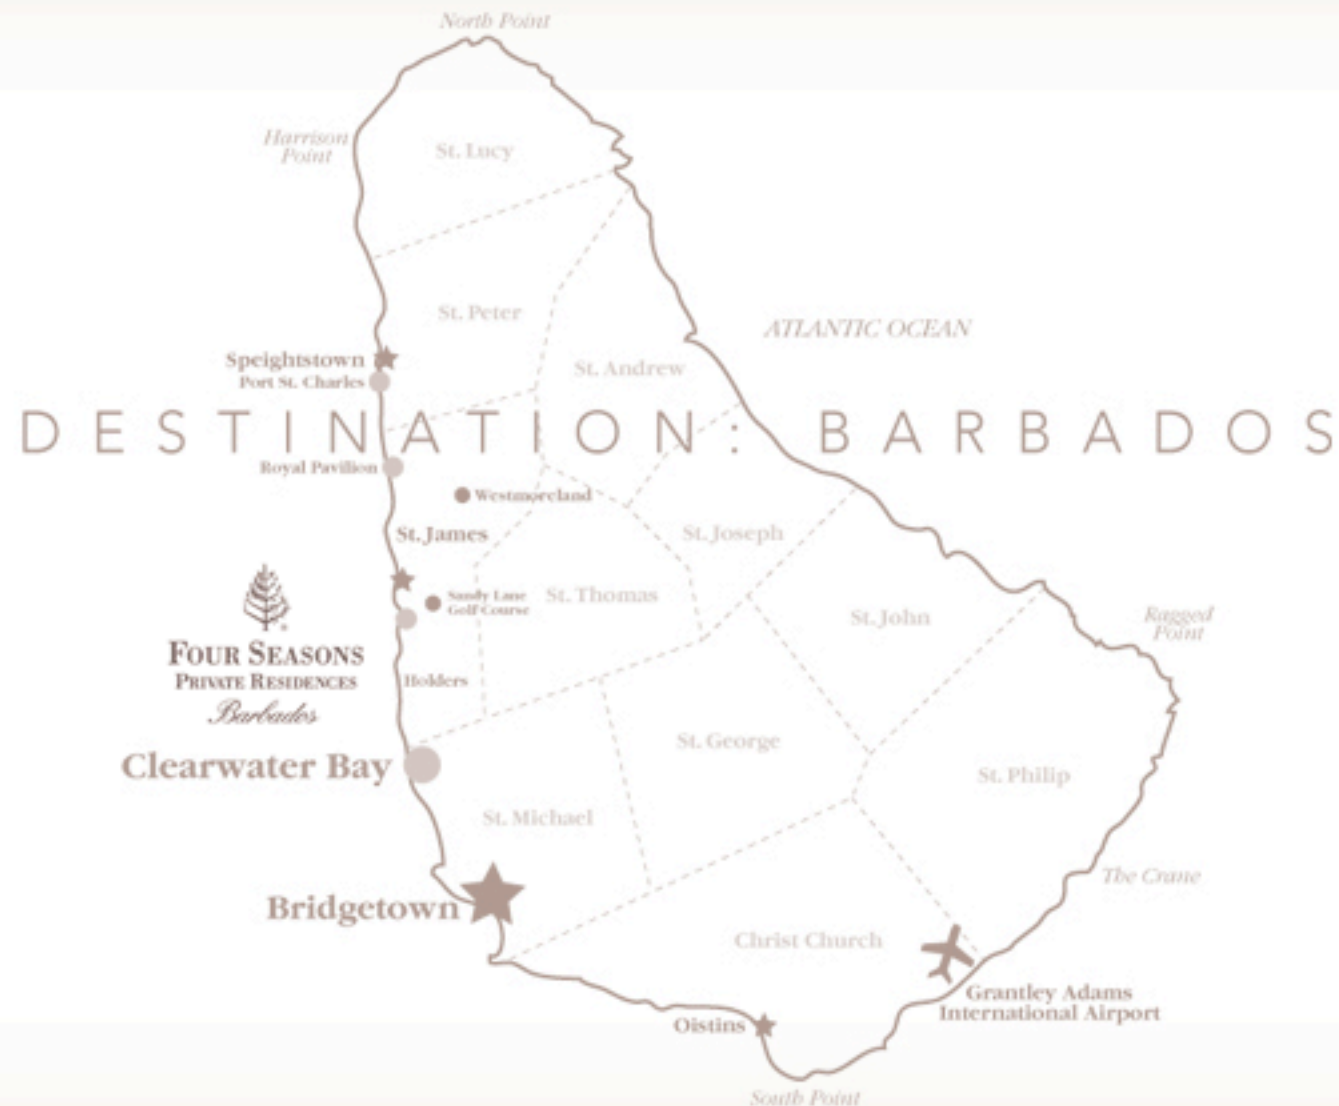 North Point
Harrison
Point
St. Lucy
St. Peter
ATLANTIC OCEAN
Speightstown
Port St. Charles
St. Andrew
DESTINATION: BARBADOS
Royal Pavilion
Westmoreland
St. James
St. Joseph
Sandy Lane
Golf Course
St. Thomas
St. John
Ragged
Point
FOUR SEASONS
PRIVATE RESIDENCES
Barbados
Holders
Clearwater Bay
St. George
St. Philip
St. Michael
The Crane
Bridgetown
Christ Church
Grantley Adams
International Airport
Oistins
South Point